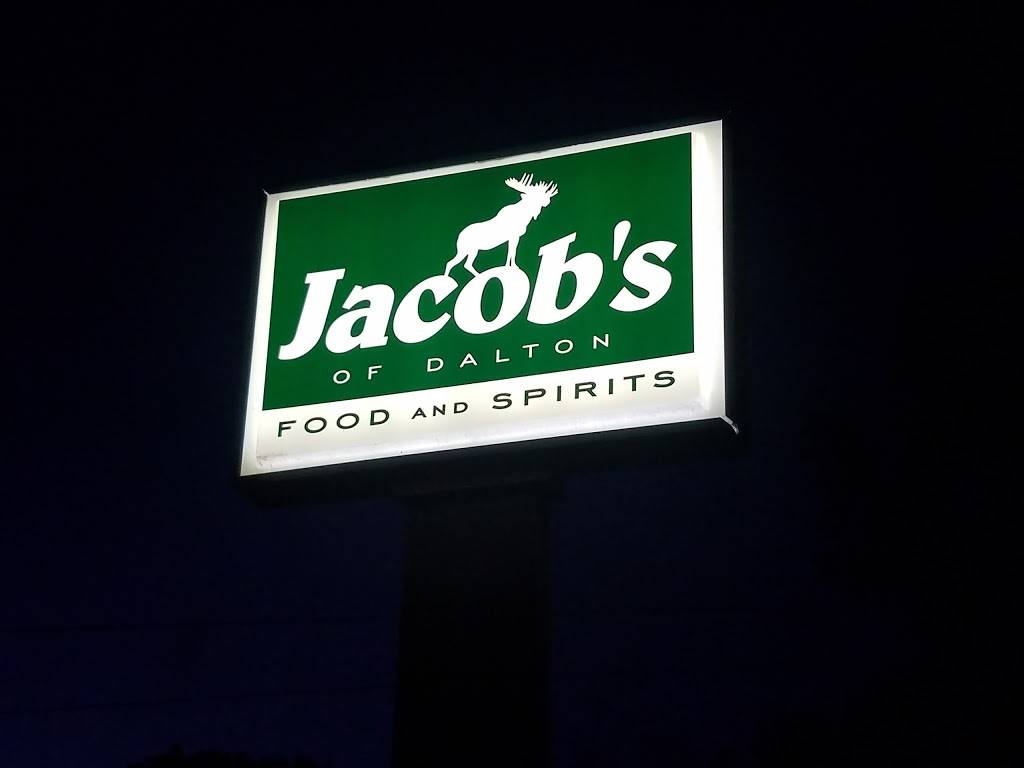 Jacob's
OF DALTON
FOOD AND SPIRITS